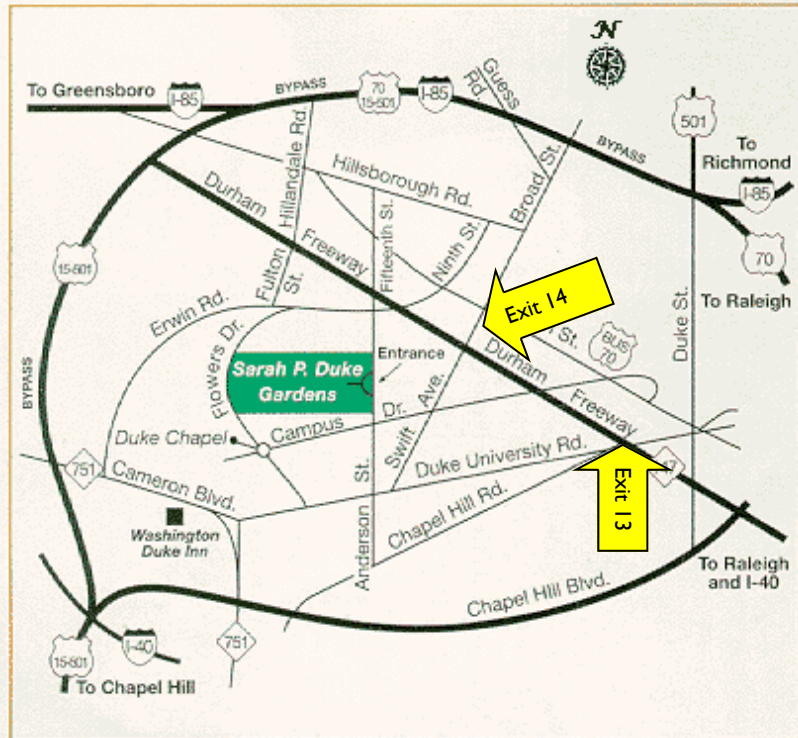 N
To Greensboro
I-85
BYPASS
70
15-501
I-85
Guess
Rd.
BYPASS
501
To
Richmond
I-85
70
To Raleigh
Hillandale Rd.
Hillsborough Rd.
Broad St.
Durham
Freeway
Fifteenth St.
Ninth St.
15-501
Fulton
St.
Erwin Rd.
Flowers Dr.
Exit 14
St.
BUS
70
Duke St.
BYPASS
Sarah P. Duke
Gardens
Entrance
Durham
Freeway
Swift Ave.
Campus Dr.
Duke Chapel
Duke University Rd.
751
Cameron Blvd.
Anderson St.
Chapel Hill Rd.
Exit 13
Washington
Duke Inn
To Raleigh
and I-40
Chapel Hill Blvd.
751
I-40
15-501
To Chapel Hill